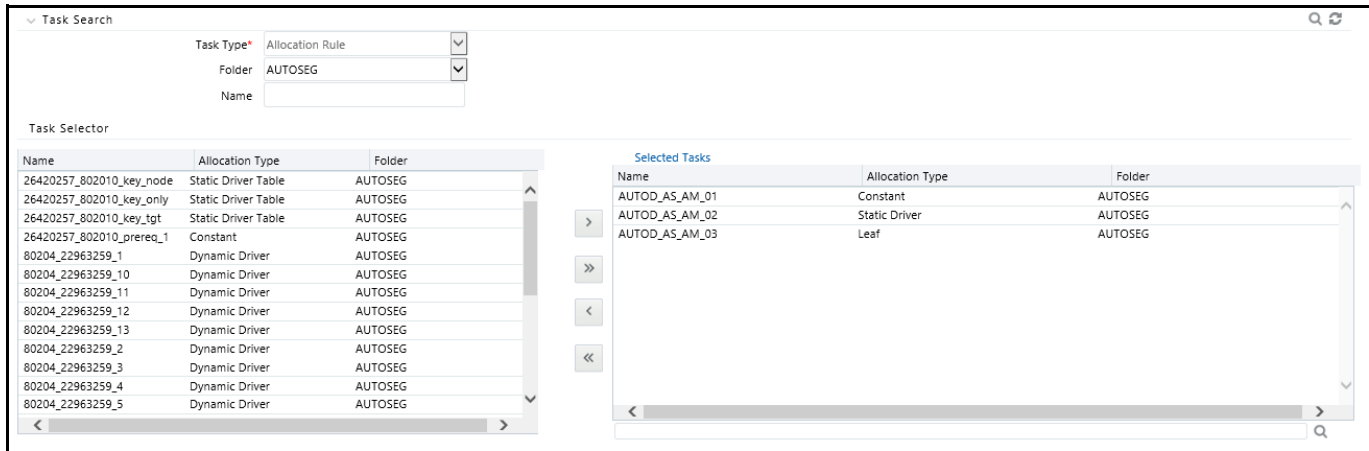 Task Search
Task Type* Allocation Rule
Folder AUTOSEG
Name
Task Selector
Name Allocation Type Folder
26420257_802010_key_node Static Driver Table AUTOSEG
26420257_802010_key_only Static Driver Table AUTOSEG
26420257_802010_key_tgt Static Driver Table AUTOSEG
26420257_802010_prereq_1 Constant AUTOSEG
80204_22963259_1 Dynamic Driver AUTOSEG
80204_22963259_10 Dynamic Driver AUTOSEG
80204_22963259_11 Dynamic Driver AUTOSEG
80204_22963259_12 Dynamic Driver AUTOSEG
80204_22963259_13 Dynamic Driver AUTOSEG
80204_22963259_2 Dynamic Driver AUTOSEG
80204_22963259_3 Dynamic Driver AUTOSEG
80204_22963259_4 Dynamic Driver AUTOSEG
80204_22963259_5 Dynamic Driver AUTOSEG
Selected Tasks
Name Allocation Type Folder
AUTOD_AS_AM_01 Constant AUTOSEG
AUTOD_AS_AM_02 Static Driver AUTOSEG
AUTOD_AS_AM_03 Leaf AUTOSEG